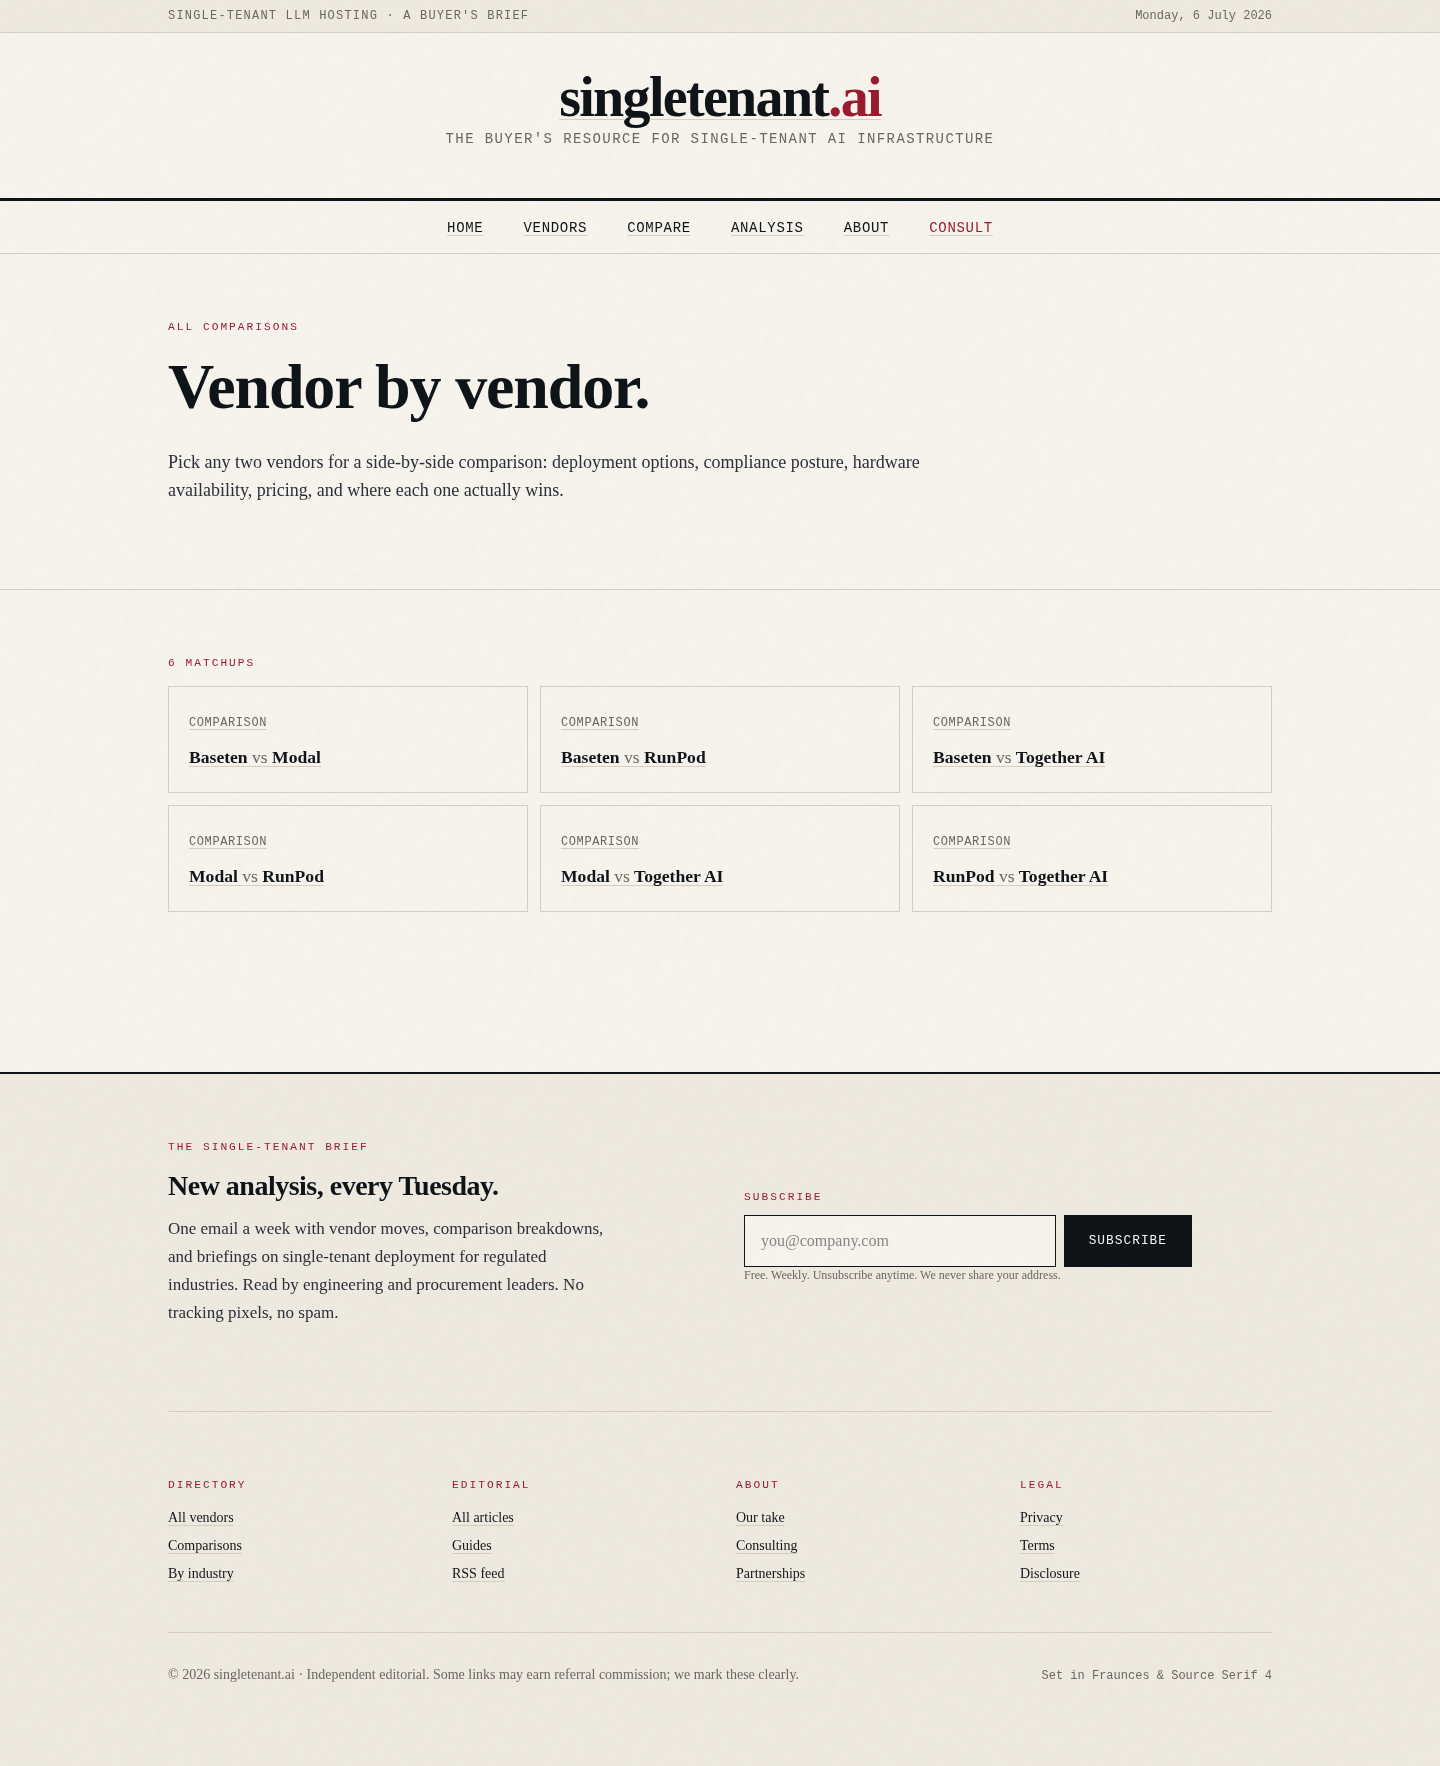 SINGLE-TENANT LLM HOSTING · A BUYER'S BRIEF
Monday, 6 July 2026
singletenant.ai
THE BUYER'S RESOURCE FOR SINGLE-TENANT AI INFRASTRUCTURE
HOME VENDORS COMPARE ANALYSIS ABOUT CONSULT
ALL COMPARISONS
Vendor by vendor.
Pick any two vendors for a side-by-side comparison: deployment options, compliance posture, hardware
availability, pricing, and where each one actually wins.
6 MATCHUPS
COMPARISON
Baseten vs Modal
COMPARISON
Baseten vs RunPod
COMPARISON
Baseten vs Together AI
COMPARISON
Modal vs RunPod
COMPARISON
Modal vs Together AI
COMPARISON
RunPod vs Together AI
THE SINGLE-TENANT BRIEF
New analysis, every Tuesday.
One email a week with vendor moves, comparison breakdowns,
and briefings on single-tenant deployment for regulated
industries. Read by engineering and procurement leaders. No
tracking pixels, no spam.
SUBSCRIBE
you@company.com
SUBSCRIBE
Free. Weekly. Unsubscribe anytime. We never share your address.
DIRECTORY
All vendors
Comparisons
By industry
EDITORIAL
All articles
Guides
RSS feed
ABOUT
Our take
Consulting
Partnerships
LEGAL
Privacy
Terms
Disclosure
© 2026 singletenant.ai · Independent editorial. Some links may earn referral commission; we mark these clearly.
Set in Fraunces & Source Serif 4